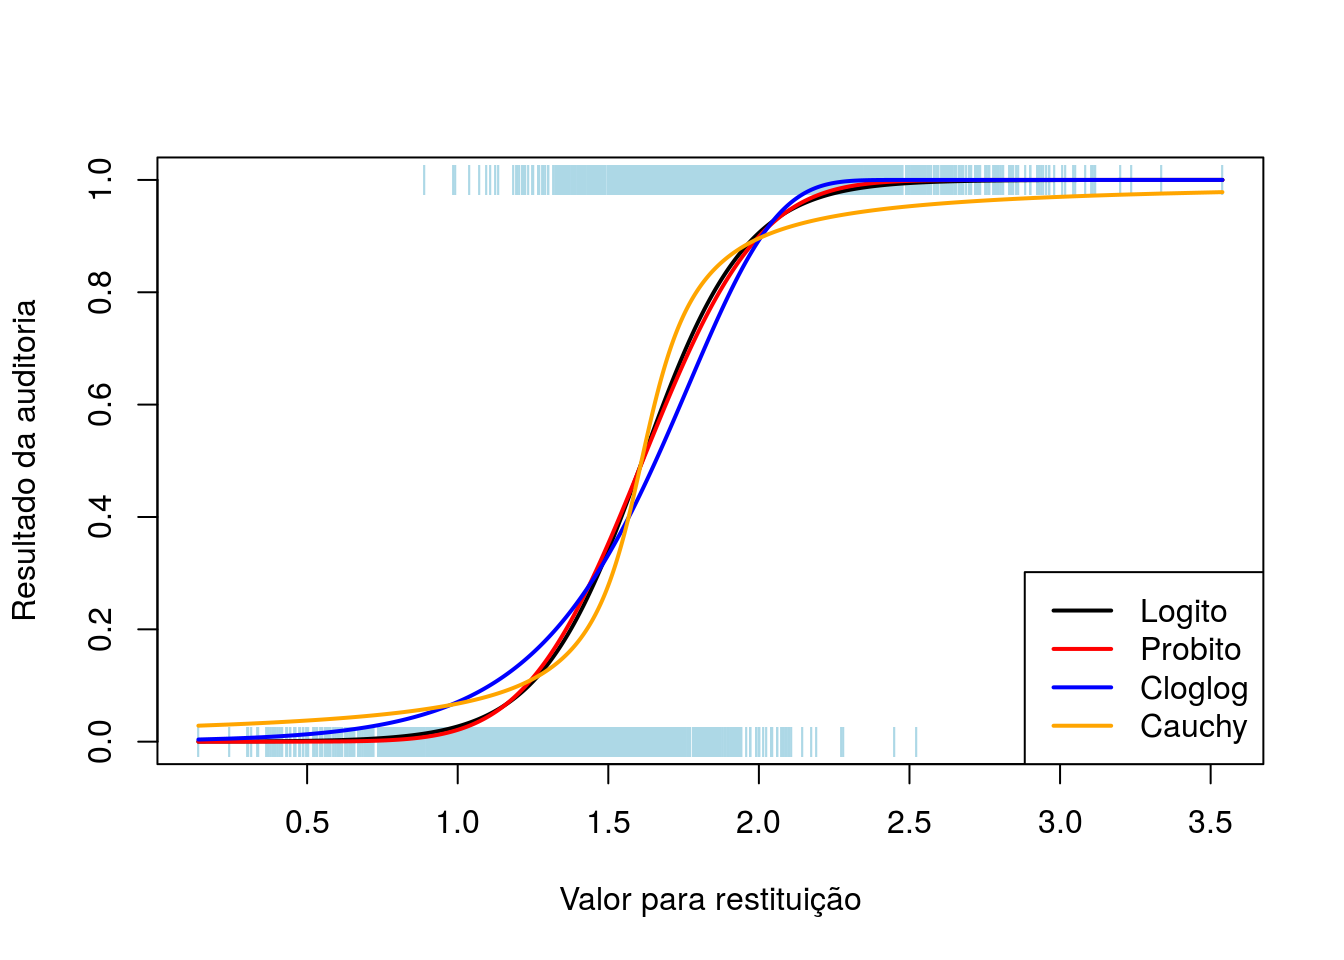 Resultado da auditoria
1.0
0.8
0.6
0.4
0.2
0.0
Logito
Probito
Cloglog
Cauchy
0.5 1.0 1.5 2.0 2.5 3.0 3.5
Valor para restituição